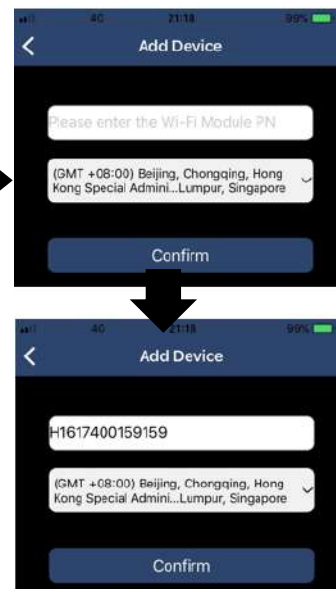 4G 21:18 99%
Add Device
Please enter the Wi-Fi Module PN
(GMT +08:00) Beijing, Chongqing, Hong
Kong Special Admini...Lumpur, Singapore
Confirm
4G 21:18 99%
Add Device
H1617400159159
(GMT +08:00) Beijing, Chongqing, Hong
Kong Special Admini...Lumpur, Singapore
Confirm